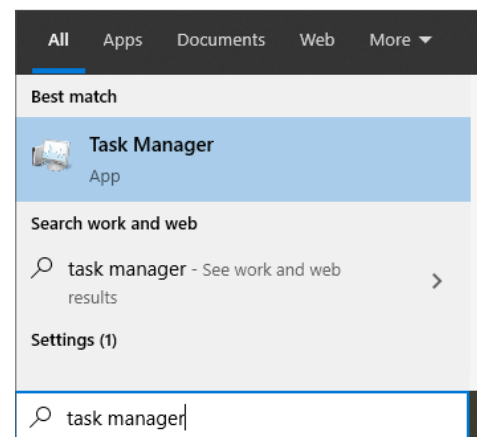 All Apps Documents Web More
Best match
Task Manager
App
Search work and web
task manager - See work and web
results
Settings (1)
task manager